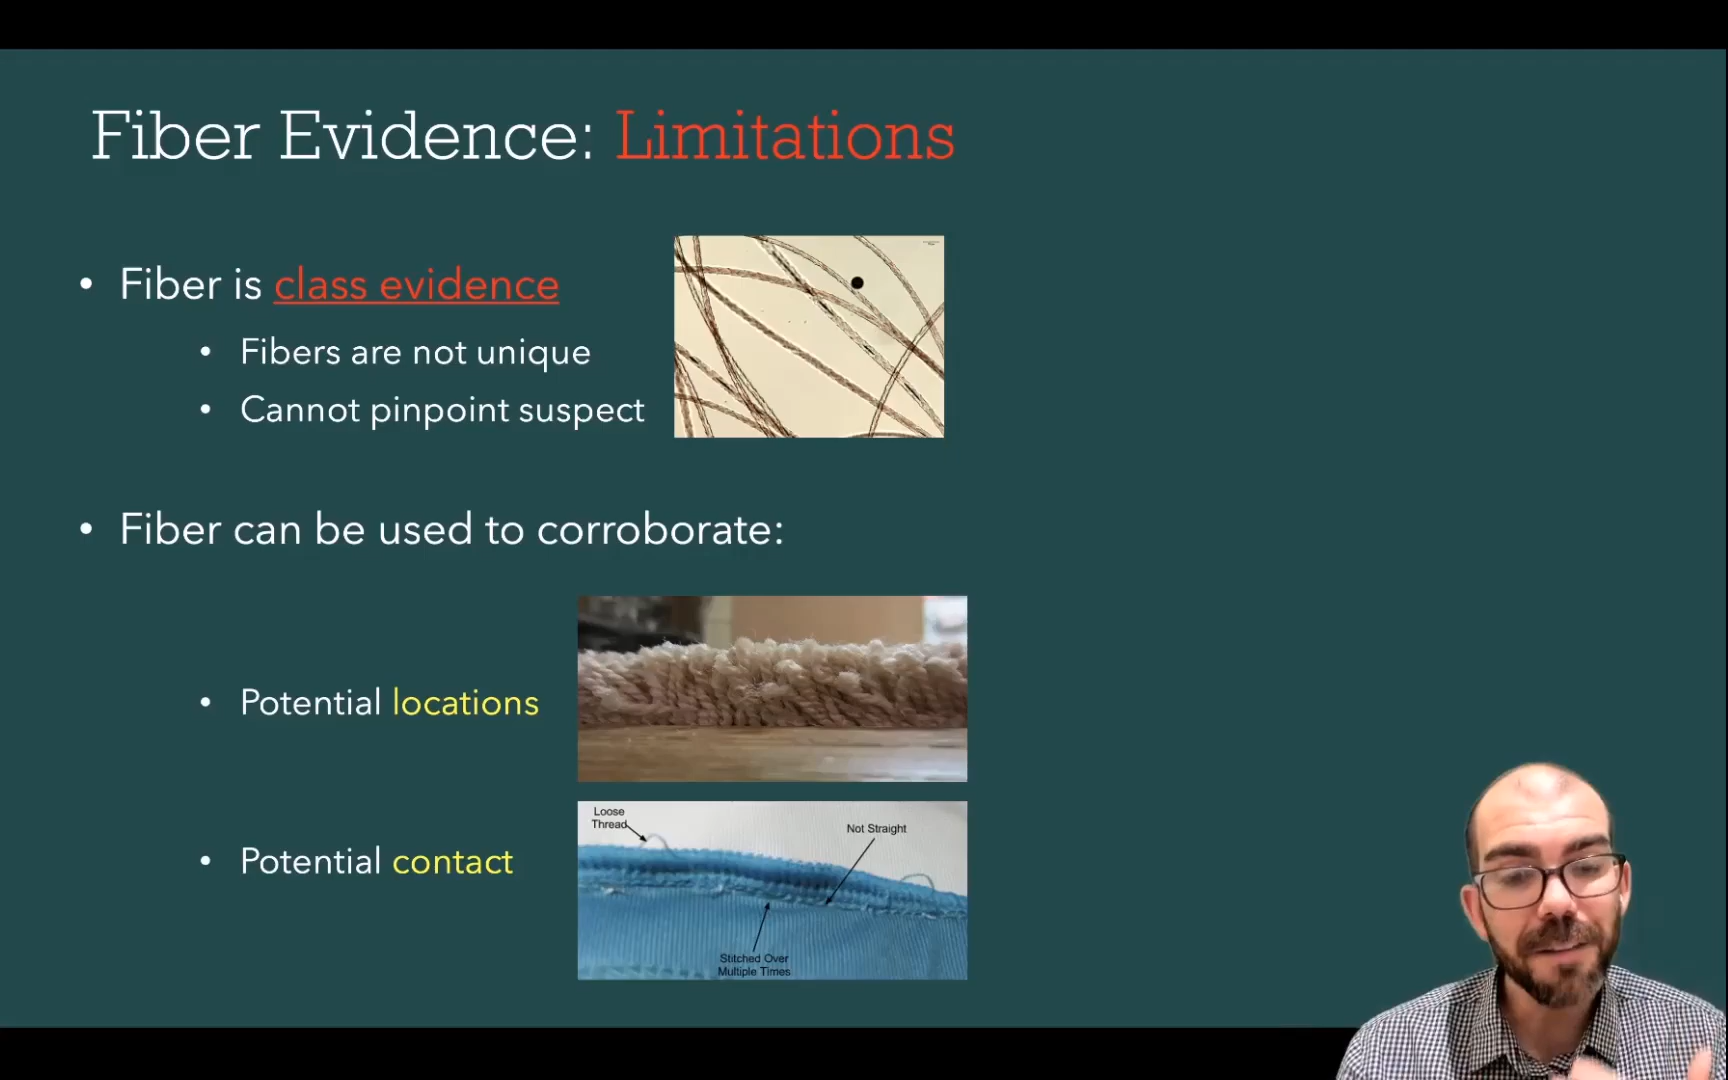 Fiber Evidence: Limitations
• Fiber is class evidence
• Fibers are not unique
• Cannot pinpoint suspect
• Fiber can be used to corroborate:
• Potential locations
• Potential contact
Loose
Thread
Not Straight
Stitched Over
Multiple Times